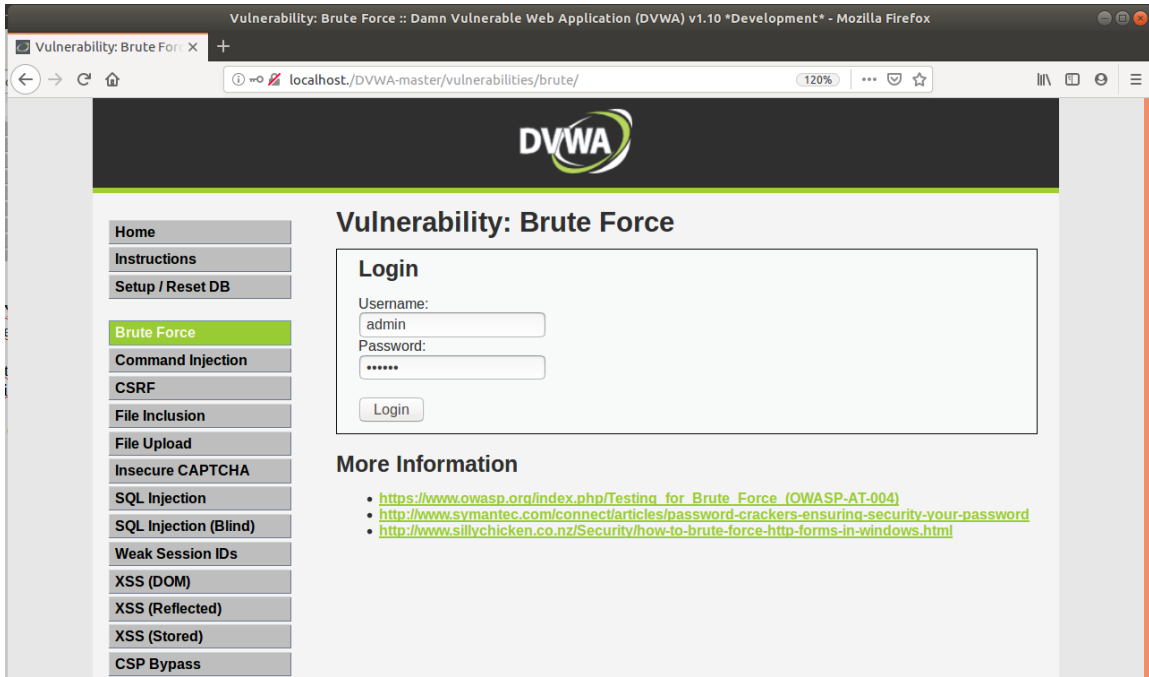 Vulnerability: Brute Force :: Damn Vulnerable Web Application (DVWA) v1.10 *Development* - Mozilla Firefox
Vulnerability: Brute Forc
localhost./DVWA-master/vulnerabilities/brute/ 120%
DVWA
Home
Instructions
Setup / Reset DB
Brute Force
Command Injection
CSRF
File Inclusion
File Upload
Insecure CAPTCHA
SQL Injection
SQL Injection (Blind)
Weak Session IDs
XSS (DOM)
XSS (Reflected)
XSS (Stored)
CSP Bypass
Vulnerability: Brute Force
Login
Username:
admin
Password:
••••••
Login
More Information
• https://www.owasp.org/index.php/Testing_for_Brute_Force_(OWASP-AT-004)
• http://www.symantec.com/connect/articles/password-crackers-ensuring-security-your-password
• http://www.sillychicken.co.nz/Security/how-to-brute-force-http-forms-in-windows.html